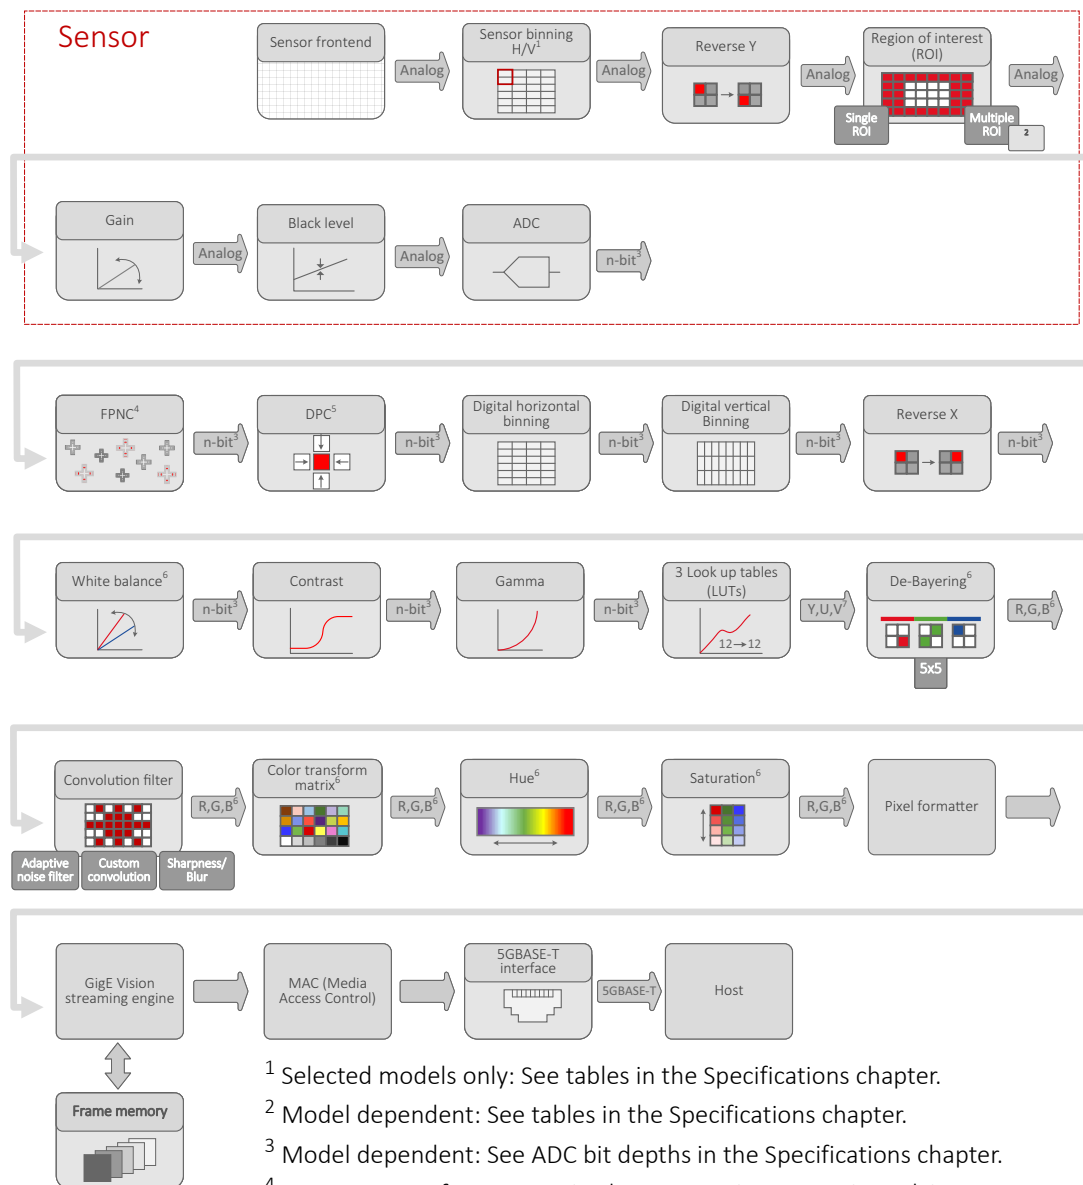 Sensor
Sensor frontend
Analog
Sensor binning
H/V1
Analog
Reverse Y
Analog
Region of interest
(ROI)
Single
ROI
Multiple
ROI
2
Analog
Gain
Analog
Black level
Analog
ADC
n-bit3
FPNC4
n-bit3
DPC5
n-bit3
Digital horizontal
binning
n-bit3
Digital vertical
Binning
n-bit3
Reverse X
n-bit3
White balance6
n-bit3
Contrast
n-bit3
Gamma
n-bit3
3 Look up tables
(LUTs)
12→12
Y,U,V7
De-Bayering6
5x5
R,G,B6
Convolution filter
Adaptive
noise filter
Custom
convolution
Sharpness/
Blur
R,G,B6
Color transform
matrix6
R,G,B6
Hue6
R,G,B6
Saturation6
R,G,B6
Pixel formatter
GigE Vision
streaming engine
MAC (Media
Access Control)
5GBASE-T
interface
5GBASE-T
Host
Frame memory
1 Selected models only: See tables in the Specifications chapter.
2 Model dependent: See tables in the Specifications chapter.
3 Model dependent: See ADC bit depths in the Specifications chapter.
4